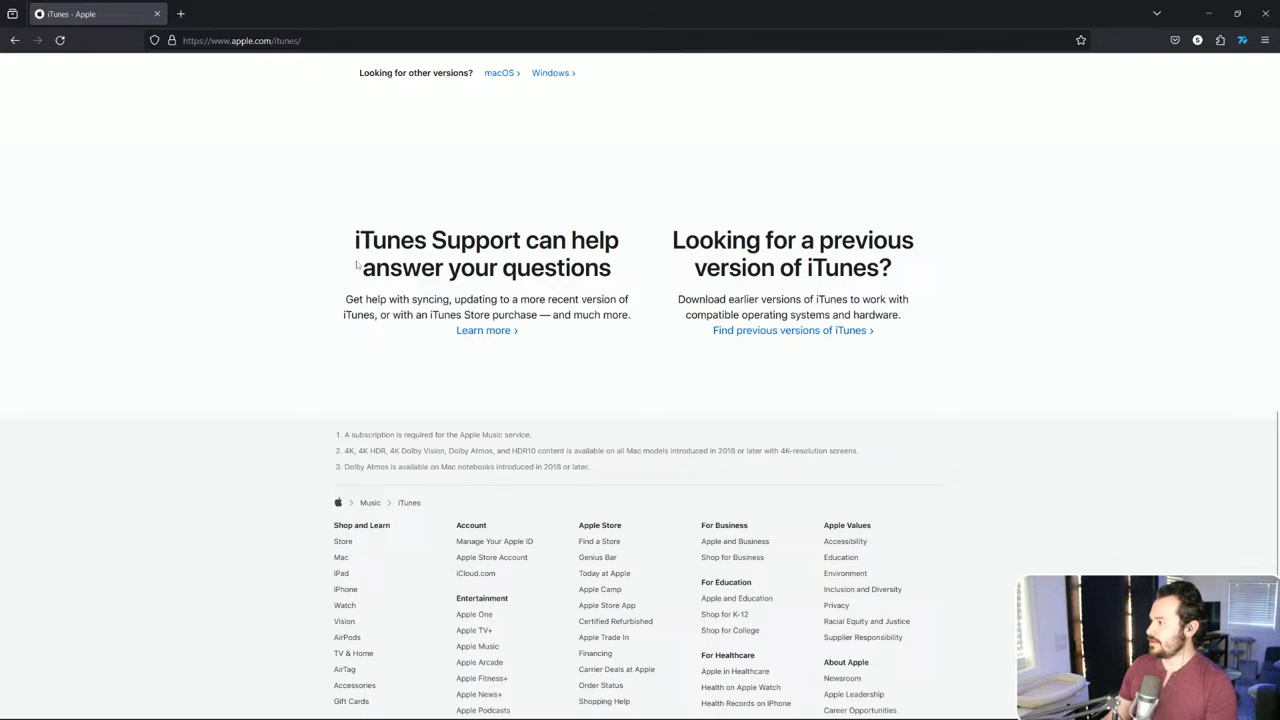 iTunes - Apple
https://www.apple.com/itunes/
Looking for other versions? macOS › Windows ›
iTunes Support can help
answer your questions
Get help with syncing, updating to a more recent version of
iTunes, or with an iTunes Store purchase — and much more.
Learn more ›
Looking for a previous
version of iTunes?
Download earlier versions of iTunes to work with
compatible operating systems and hardware.
Find previous versions of iTunes ›
1. A subscription is required for the Apple Music service.
2. 4K, 4K HDR, 4K Dolby Vision, Dolby Atmos, and HDR10 content is available on all Mac models introduced in 2018 or later with 4K-resolution screens.
3. Dolby Atmos is available on Mac notebooks introduced in 2018 or later.
Music iTunes
Shop and Learn
Store
Mac
iPad
iPhone
Watch
Vision
AirPods
TV & Home
AirTag
Accessories
Gift Cards
Account
Manage Your Apple ID
Apple Store Account
iCloud.com
Entertainment
Apple One
Apple TV+
Apple Music
Apple Arcade
Apple Fitness+
Apple News+
Apple Podcasts
Apple Store
Find a Store
Genius Bar
Today at Apple
Apple Camp
Apple Store App
Certified Refurbished
Apple Trade In
Financing
Carrier Deals at Apple
Order Status
Shopping Help
For Business
Apple and Business
Shop for Business
For Education
Apple and Education
Shop for K-12
Shop for College
For Healthcare
Apple in Healthcare
Health on Apple Watch
Health Records on iPhone
Apple Values
Accessibility
Education
Environment
Inclusion and Diversity
Privacy
Racial Equity and Justice
Supplier Responsibility
About Apple
Newsroom
Apple Leadership
Career Opportunities